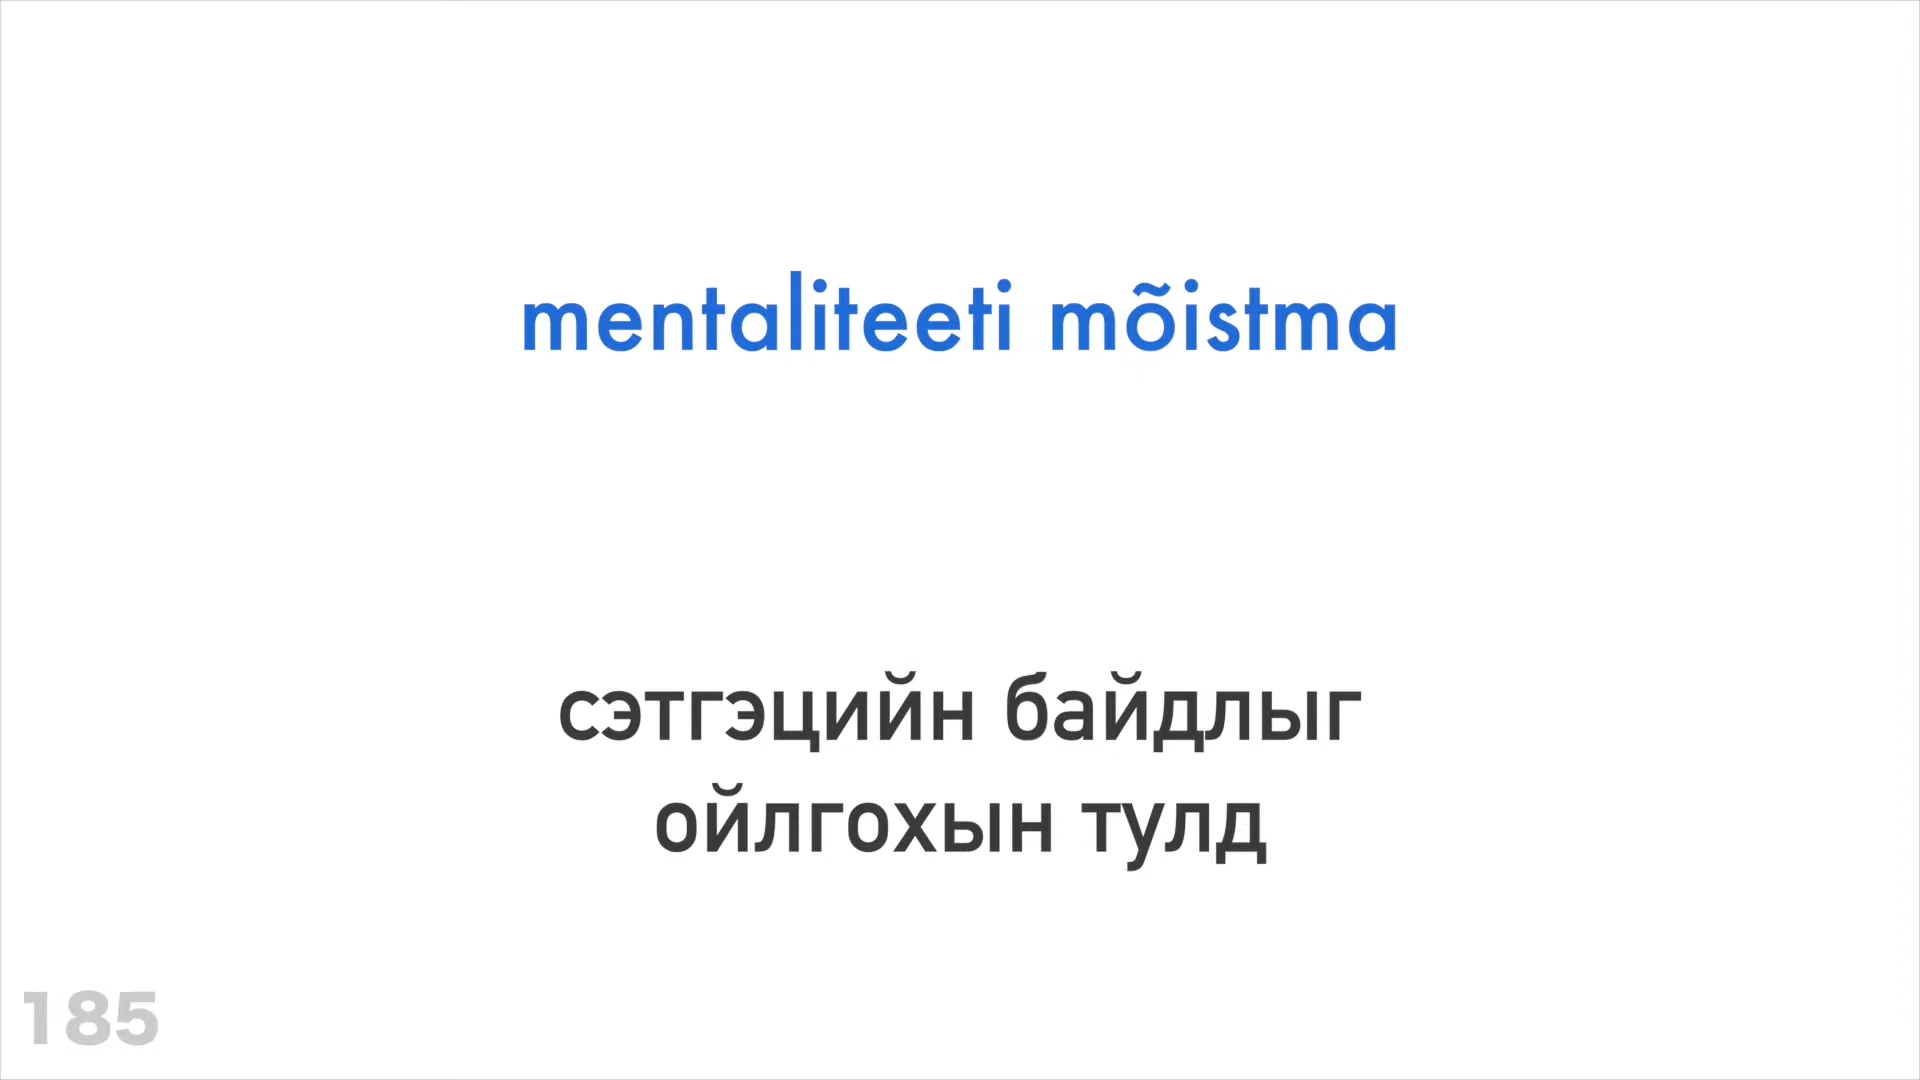 mentaliteeti mõistma
сэтгэцийн байдлыг
ойлгохын тулд
185